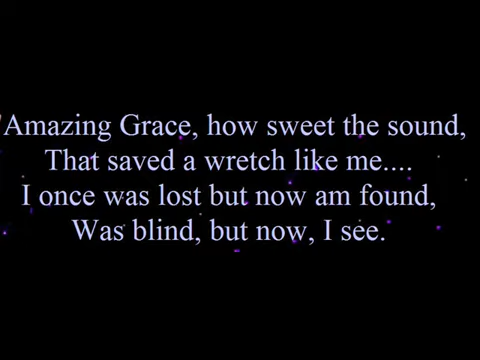 Amazing Grace, how sweet the sound,
That saved a wretch like me....
I once was lost but now am found,
Was blind, but now, I see.